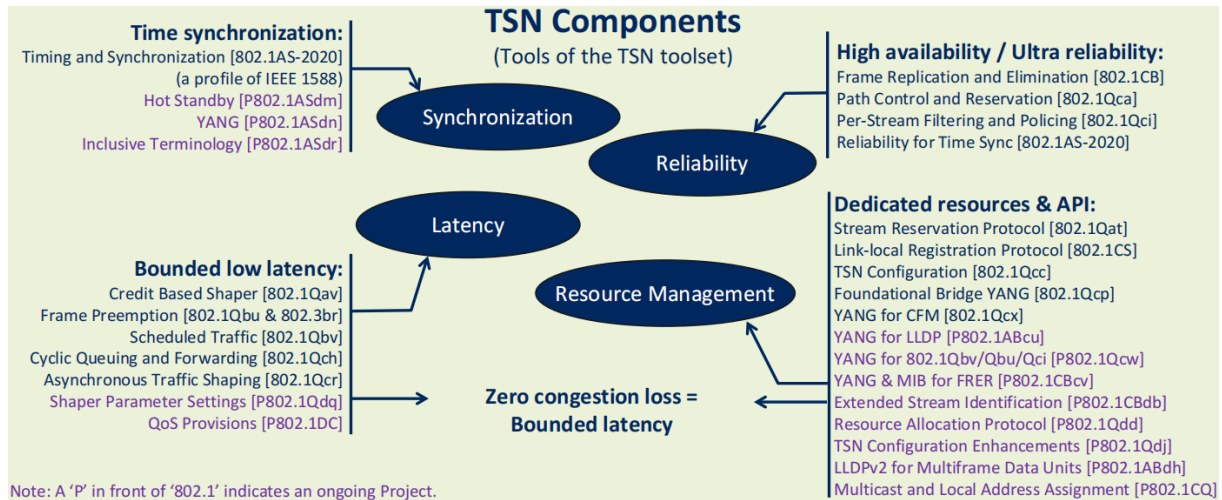 TSN Components
(Tools of the TSN toolset)
Time synchronization:
Timing and Synchronization [802.1AS-2020]
(a profile of IEEE 1588)
Hot Standby [P802.1ASdm]
YANG [P802.1ASdn]
Inclusive Terminology [P802.1ASdr]
Synchronization
High availability / Ultra reliability:
Frame Replication and Elimination [802.1CB]
Path Control and Reservation [802.1Qca]
Per-Stream Filtering and Policing [802.1Qci]
Reliability for Time Sync [802.1AS-2020]
Reliability
Latency
Bounded low latency:
Credit Based Shaper [802.1Qav]
Frame Preemption [802.1Qbu & 802.3br]
Scheduled Traffic [802.1Qbv]
Cyclic Queuing and Forwarding [802.1Qch]
Asynchronous Traffic Shaping [802.1Qcr]
Shaper Parameter Settings [P802.1Qdq]
QoS Provisions [P802.1DC]
Resource Management
Dedicated resources & API:
Stream Reservation Protocol [802.1Qat]
Link-local Registration Protocol [802.1CS]
TSN Configuration [802.1Qcc]
Foundational Bridge YANG [802.1Qcp]
YANG for CFM [802.1Qcx]
YANG for LLDP [P802.1ABcu]
YANG for 802.1Qbv/Qbu/Qci [P802.1Qcw]
YANG & MIB for FRER [P802.1CBcv]
Extended Stream Identification [P802.1CBdb]
Resource Allocation Protocol [P802.1Qdd]
TSN Configuration Enhancements [P802.1Qdj]
LLDPv2 for Multiframe Data Units [P802.1ABdh]
Multicast and Local Address Assignment [P802.1CQ]
Zero congestion loss =
Bounded latency
Note: A ‘P’ in front of ‘802.1’ indicates an ongoing Project.